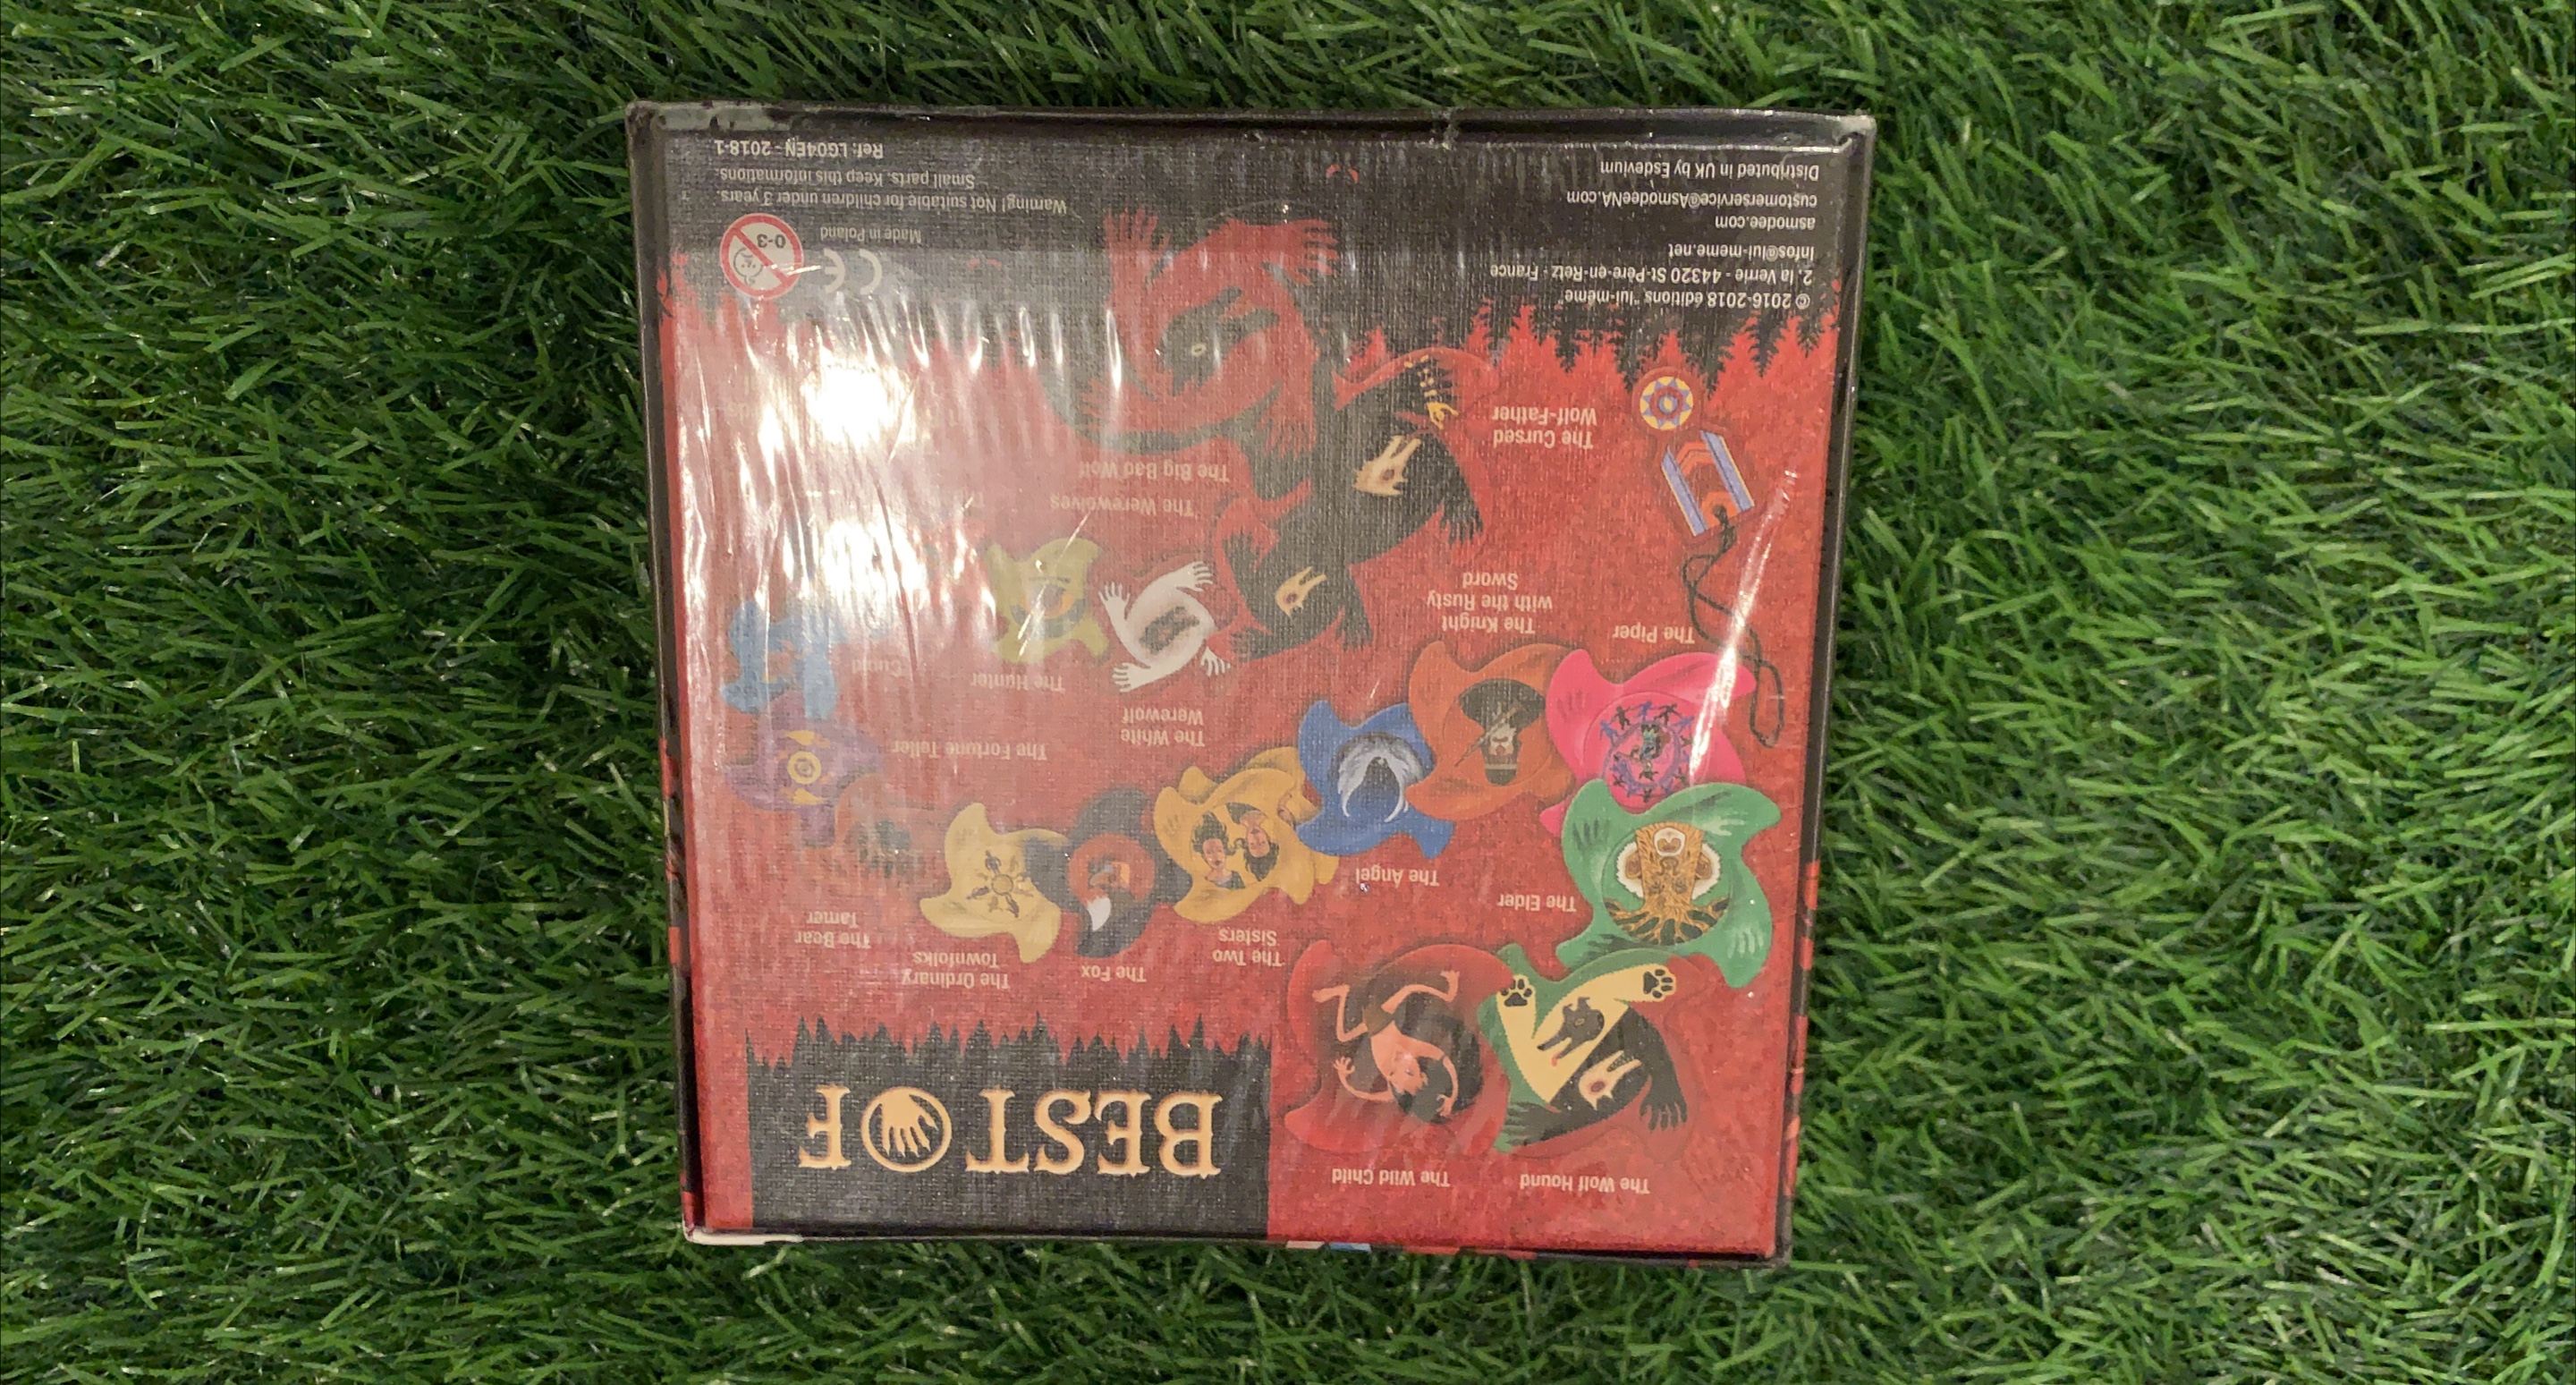 BEST OF
The Wolf Hound
The Wild Child
The Two
Sisters
The Fox
The Ordinary
Townfolks
The Bear
Tamer
The Elder
The Angel
The Fortune Teller
The White
Werewolf
The Hunter
Cupid
The Piper
The Knight
with the Rusty
Sword
The Werewolves
The Big Bad Wolf
The Cursed
Wolf-Father
© 2016-2018 éditions "lui-même"
2, la Verrie - 44320 St-Père-en-Retz - France
infos@lui-meme.net
asmodee.com
customerservice@AsmodeeNA.com
Distributed in UK by Esdevium
CE
Made in Poland
0-3
Warning! Not suitable for children under 3 years.
Small parts. Keep this informations.
Ref: LG04EN - 2018-1